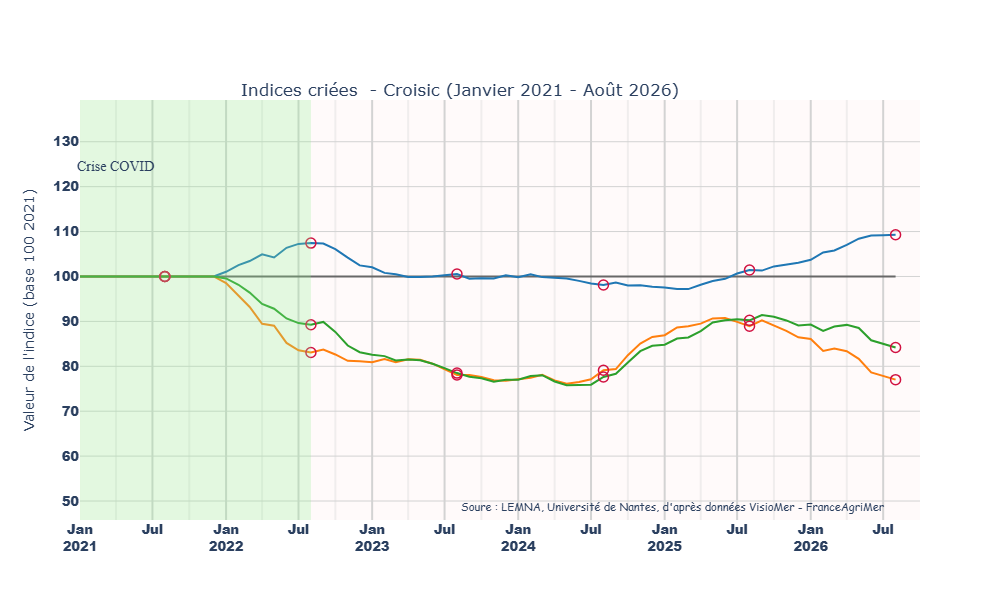 Indices criées  - Croisic (Janvier 2021 - Août 2026)
Valeur de l'indice (base 100 2021)
130
120
110
100
90
80
70
60
50
Crise COVID
Soure : LEMNA, Université de Nantes, d'après données VisioMer - FranceAgriMer
Jan Jul Jan Jul Jan Jul Jan Jul Jan Jul Jan Jul
2021 2022 2023 2024 2025 2026